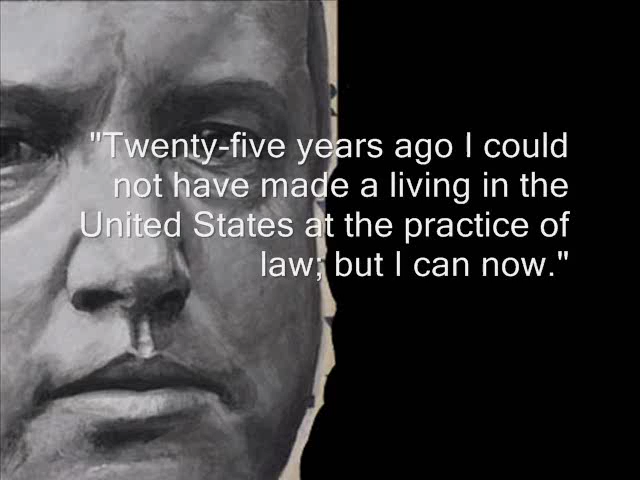 "Twenty-five years ago I could
not have made a living in the
United States at the practice of
law; but I can now."